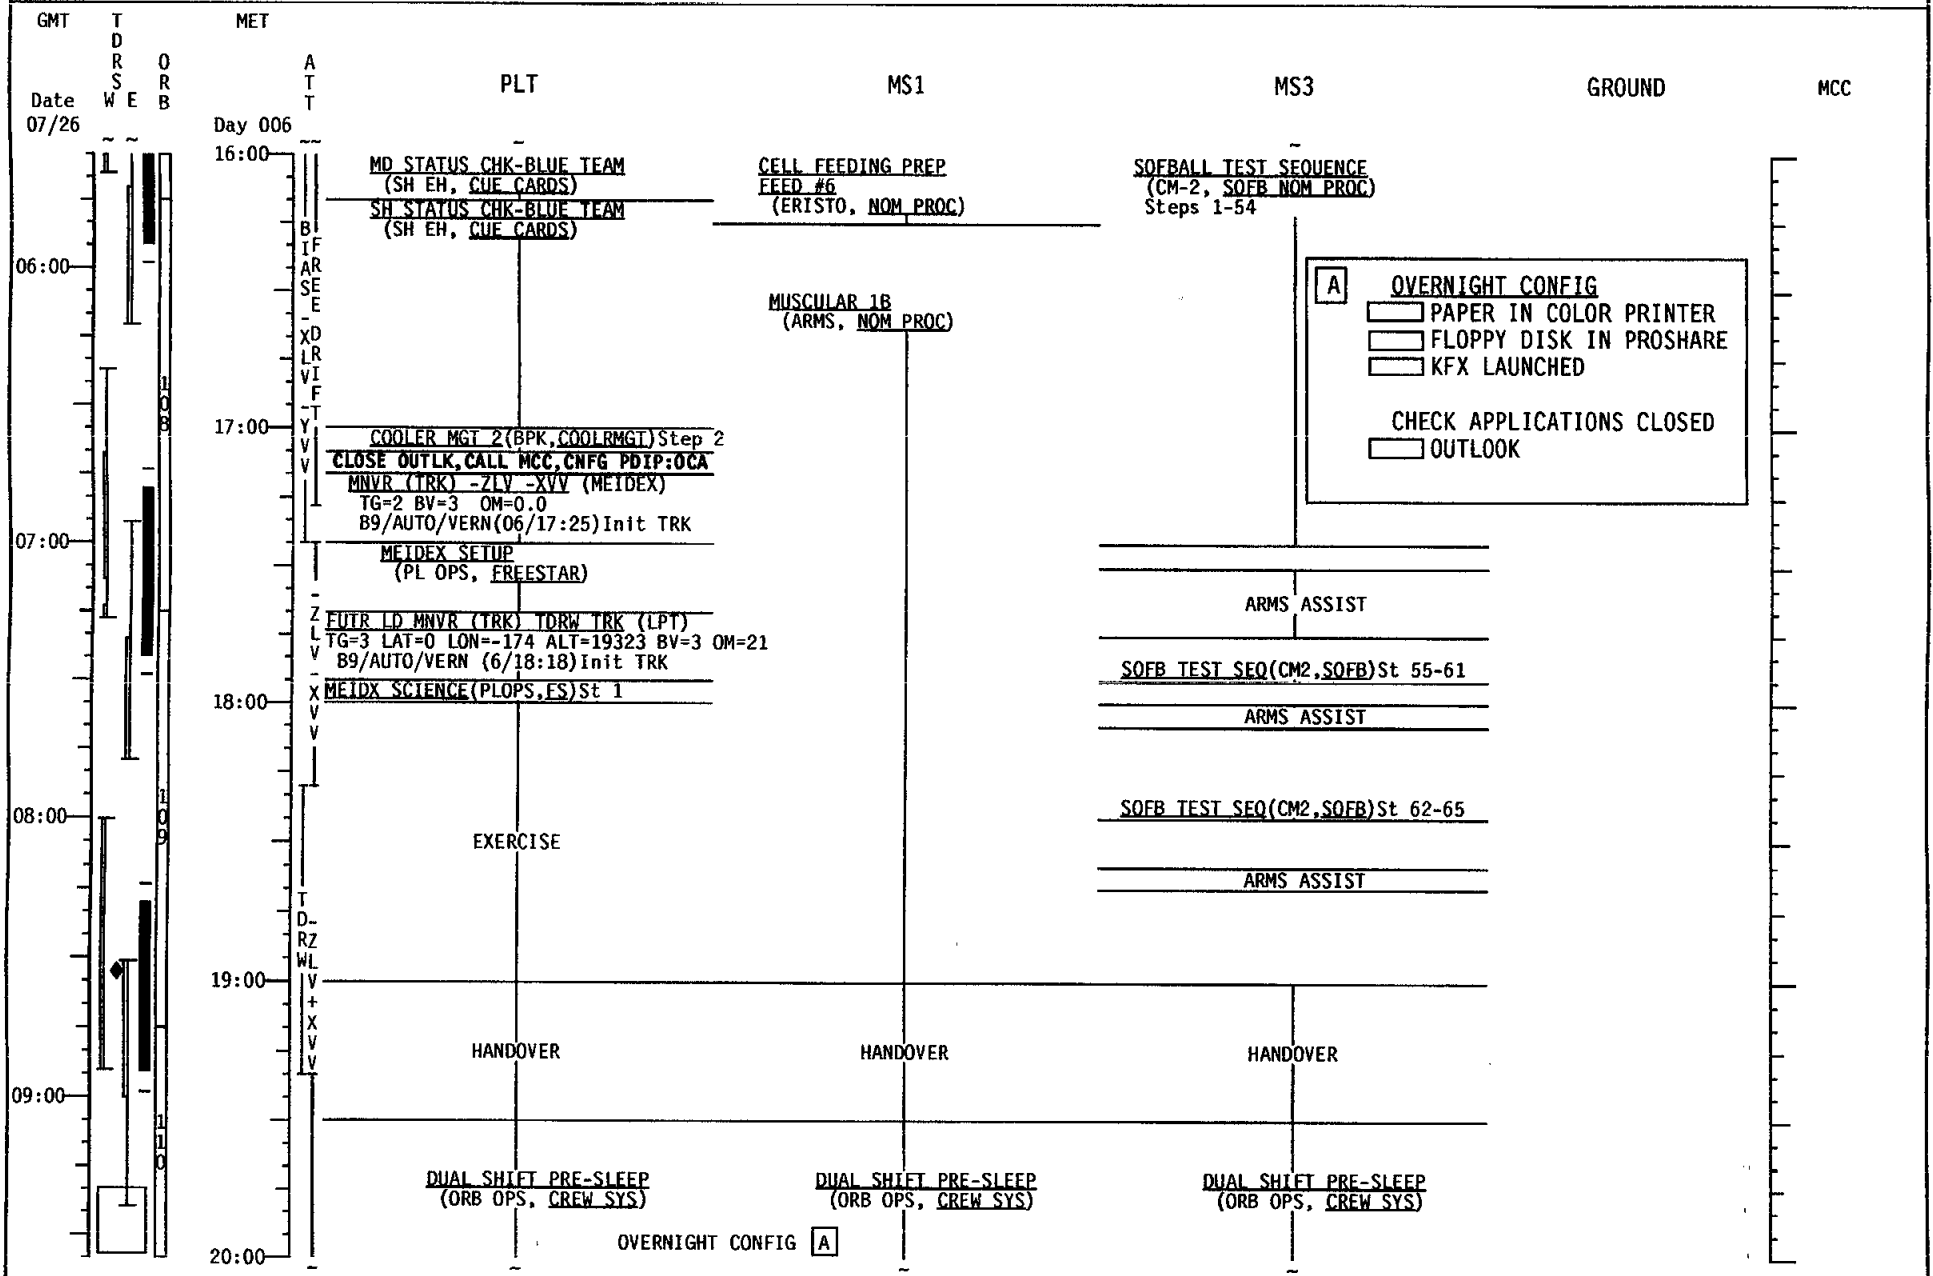 GMT
TDRS
W E
ORB
MET
ATT
PLT
MS1
MS3
GROUND
MCC
Date
07/26
Day 006
~ ~
~~
~
~
16:00
06:00
17:00
07:00
18:00
08:00
19:00
09:00
20:00
108
109
110
BIAS -XLV -YVV
FREE DRIFT
-ZLV -XVV
TDRW
-ZLV +XVV
MD STATUS CHK-BLUE TEAM
(SH EH, CUE CARDS)
SH STATUS CHK-BLUE TEAM
(SH EH, CUE CARDS)
COOLER MGT 2(BPK,COOLRMGT)Step 2
CLOSE OUTLK,CALL MCC,CNFG PDIP:OCA
MNVR (TRK) -ZLV -XVV (MEIDEX)
TG=2 BV=3 OM=0.0
B9/AUTO/VERN(06/17:25)Init TRK
MEIDEX SETUP
(PL OPS, FREESTAR)
FUTR LD MNVR (TRK) TDRW TRK (LPT)
TG=3 LAT=0 LON=-174 ALT=19323 BV=3 OM=21
B9/AUTO/VERN (6/18:18)Init TRK
MEIDX SCIENCE(PLOPS,FS)St 1
EXERCISE
HANDOVER
DUAL SHIFT PRE-SLEEP
(ORB OPS, CREW SYS)
OVERNIGHT CONFIG A
~
CELL FEEDING PREP
FEED #6
(ERISTO, NOM PROC)
MUSCULAR 1B
(ARMS, NOM PROC)
HANDOVER
DUAL SHIFT PRE-SLEEP
(ORB OPS, CREW SYS)
~
SOFBALL TEST SEQUENCE
(CM-2, SOFB NOM PROC)
Steps 1-54
ARMS ASSIST
SOFB TEST SEQ(CM2,SOFB)St 55-61
ARMS ASSIST
SOFB TEST SEQ(CM2,SOFB)St 62-65
ARMS ASSIST
HANDOVER
DUAL SHIFT PRE-SLEEP
(ORB OPS, CREW SYS)
~
A OVERNIGHT CONFIG
PAPER IN COLOR PRINTER
FLOPPY DISK IN PROSHARE
KFX LAUNCHED
CHECK APPLICATIONS CLOSED
OUTLOOK